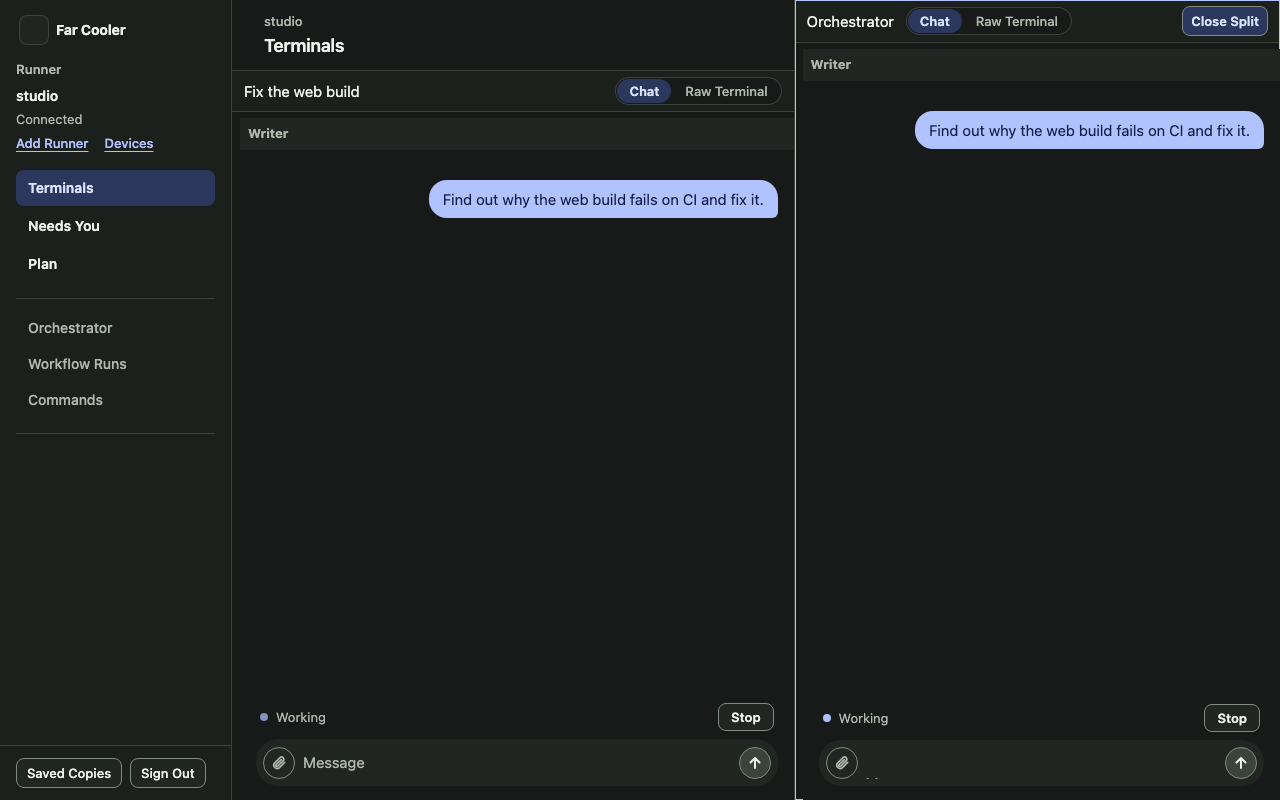 Far Cooler
Runner
studio
Connected
Add Runner Devices
Terminals
Needs You
Plan
Orchestrator
Workflow Runs
Commands
Saved Copies Sign Out
studio
Terminals
Fix the web build Chat Raw Terminal
Writer
Find out why the web build fails on CI and fix it.
Working Stop
Message
Orchestrator Chat Raw Terminal Close Split
Writer
Find out why the web build fails on CI and fix it.
Working Stop